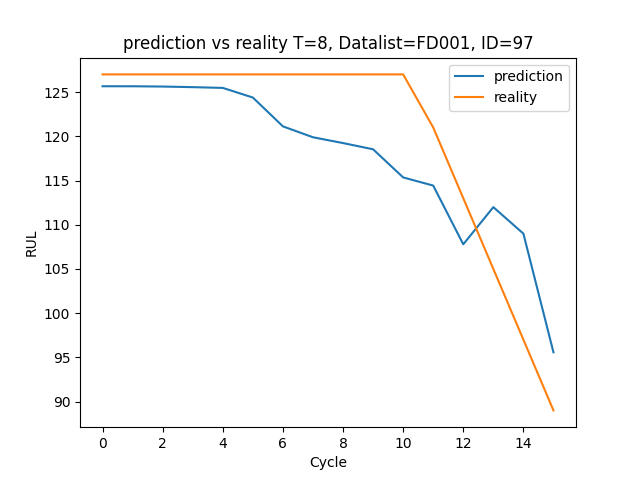 prediction vs reality T=8, Datalist=FD001, ID=97
prediction
reality
RUL
125
120
115
110
105
100
95
90
0 2 4 6 8 10 12 14
Cycle